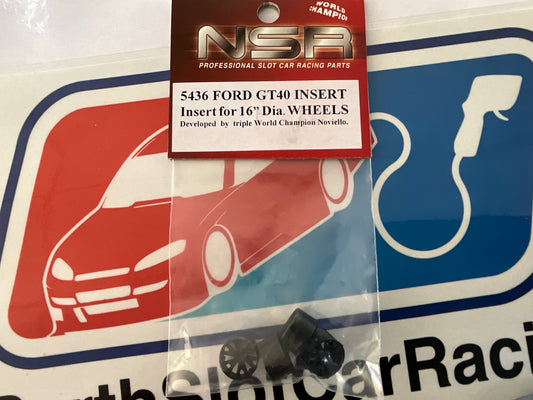 WORLD
CHAMPION
NSR
PROFESSIONAL SLOT CAR RACING PARTS
5436 FORD GT40 INSERT
Insert for 16” Dia. WHEELS
Developed by triple World Champion Noviello.
SlotCarRaci